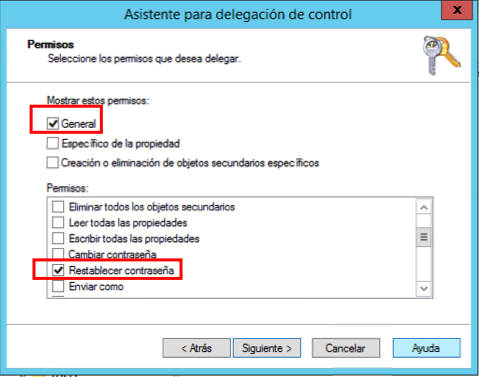 Asistente para delegación de control
x
Permisos
Seleccione los permisos que desea delegar.
Mostrar estos permisos:
General
Específico de la propiedad
Creación o eliminación de objetos secundarios específicos
Permisos:
Eliminar todos los objetos secundarios
Leer todas las propiedades
Escribir todas las propiedades
Cambiar contraseña
Restablecer contraseña
Enviar como
< Atrás
Siguiente >
Cancelar
Ayuda